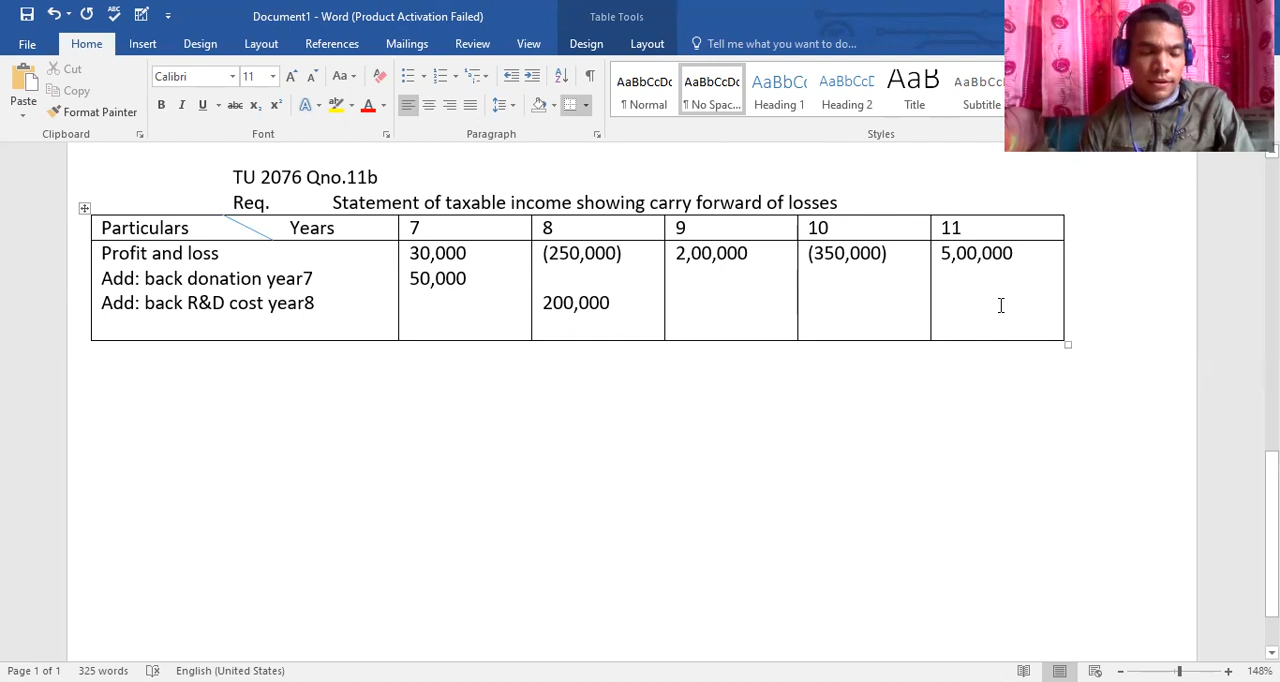 Document1 - Word (Product Activation Failed)
Table Tools
File Home Insert Design Layout References Mailings Review View Design Layout Tell me what you want to do...
Paste
Cut
Copy
Format Painter
Calibri 11
AaBbCcDc AaBbCcDc AaBbC AaBbCcD AaB AaBbCcD
¶ Normal ¶ No Spac... Heading 1 Heading 2 Title Subtitle
Clipboard Font Paragraph Styles
TU 2076 Qno.11b
Req. Statement of taxable income showing carry forward of losses
Particulars Years 7 8 9 10 11
Profit and loss 30,000 (250,000) 2,00,000 (350,000) 5,00,000
Add: back donation year7 50,000
Add: back R&D cost year8 200,000
Page 1 of 1 325 words English (United States) 148%